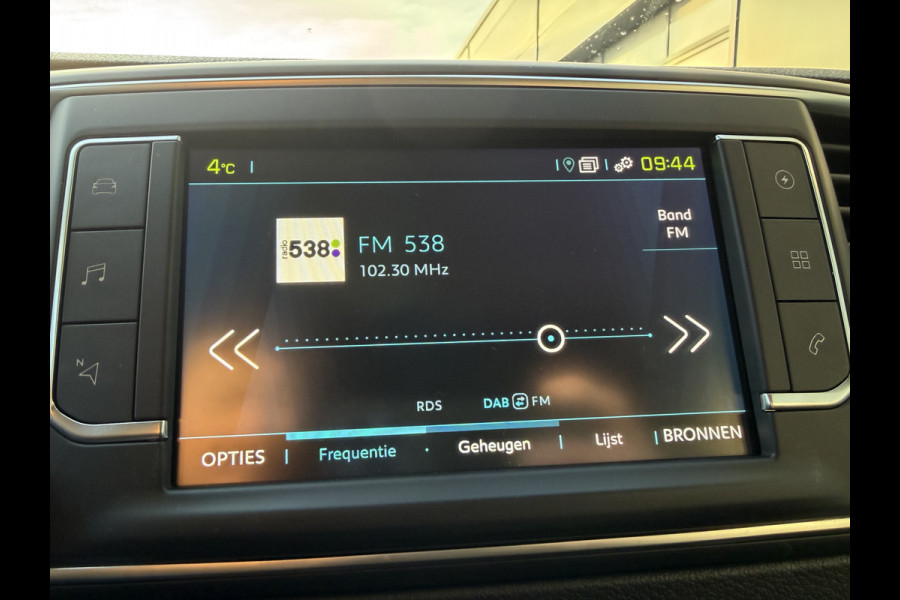 4°C
09:44
radio 538
FM 538
102.30 MHz
Band
FM
N
RDS DAB FM
OPTIES Frequentie Geheugen Lijst BRONNEN